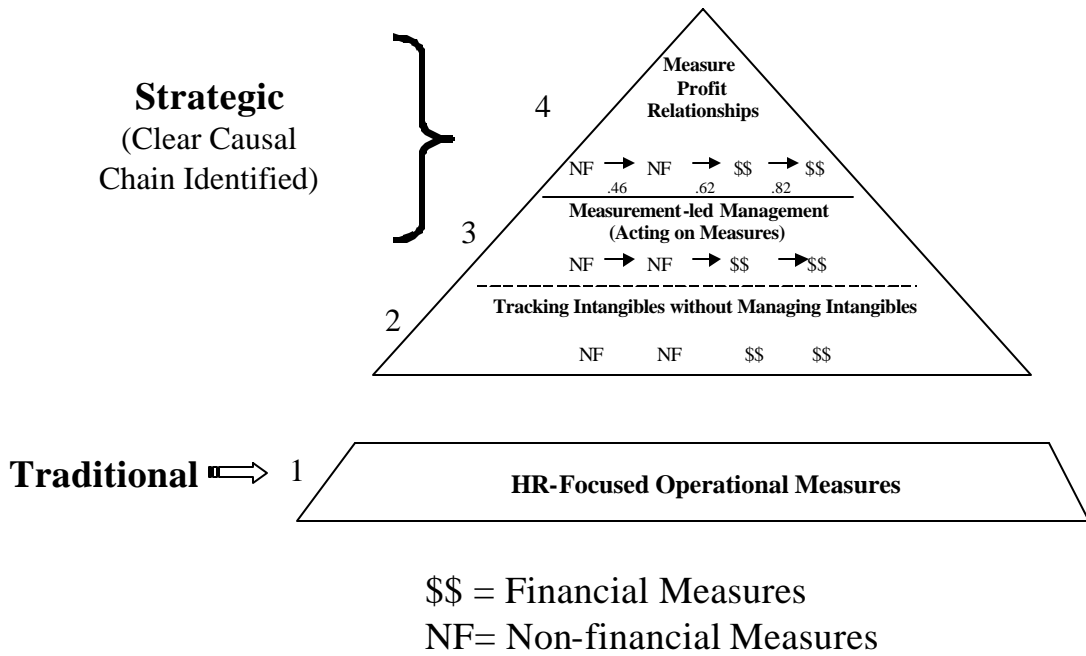 Measure
Profit
Relationships
Strategic
(Clear Causal
Chain Identified)
4
NF NF $$ $$
.46 .62 .82
3
Measurement-led Management
(Acting on Measures)
NF NF $$ $$
2
Tracking Intangibles without Managing Intangibles
NF NF $$ $$
Traditional
1
HR-Focused Operational Measures
$$ = Financial Measures
NF= Non-financial Measures